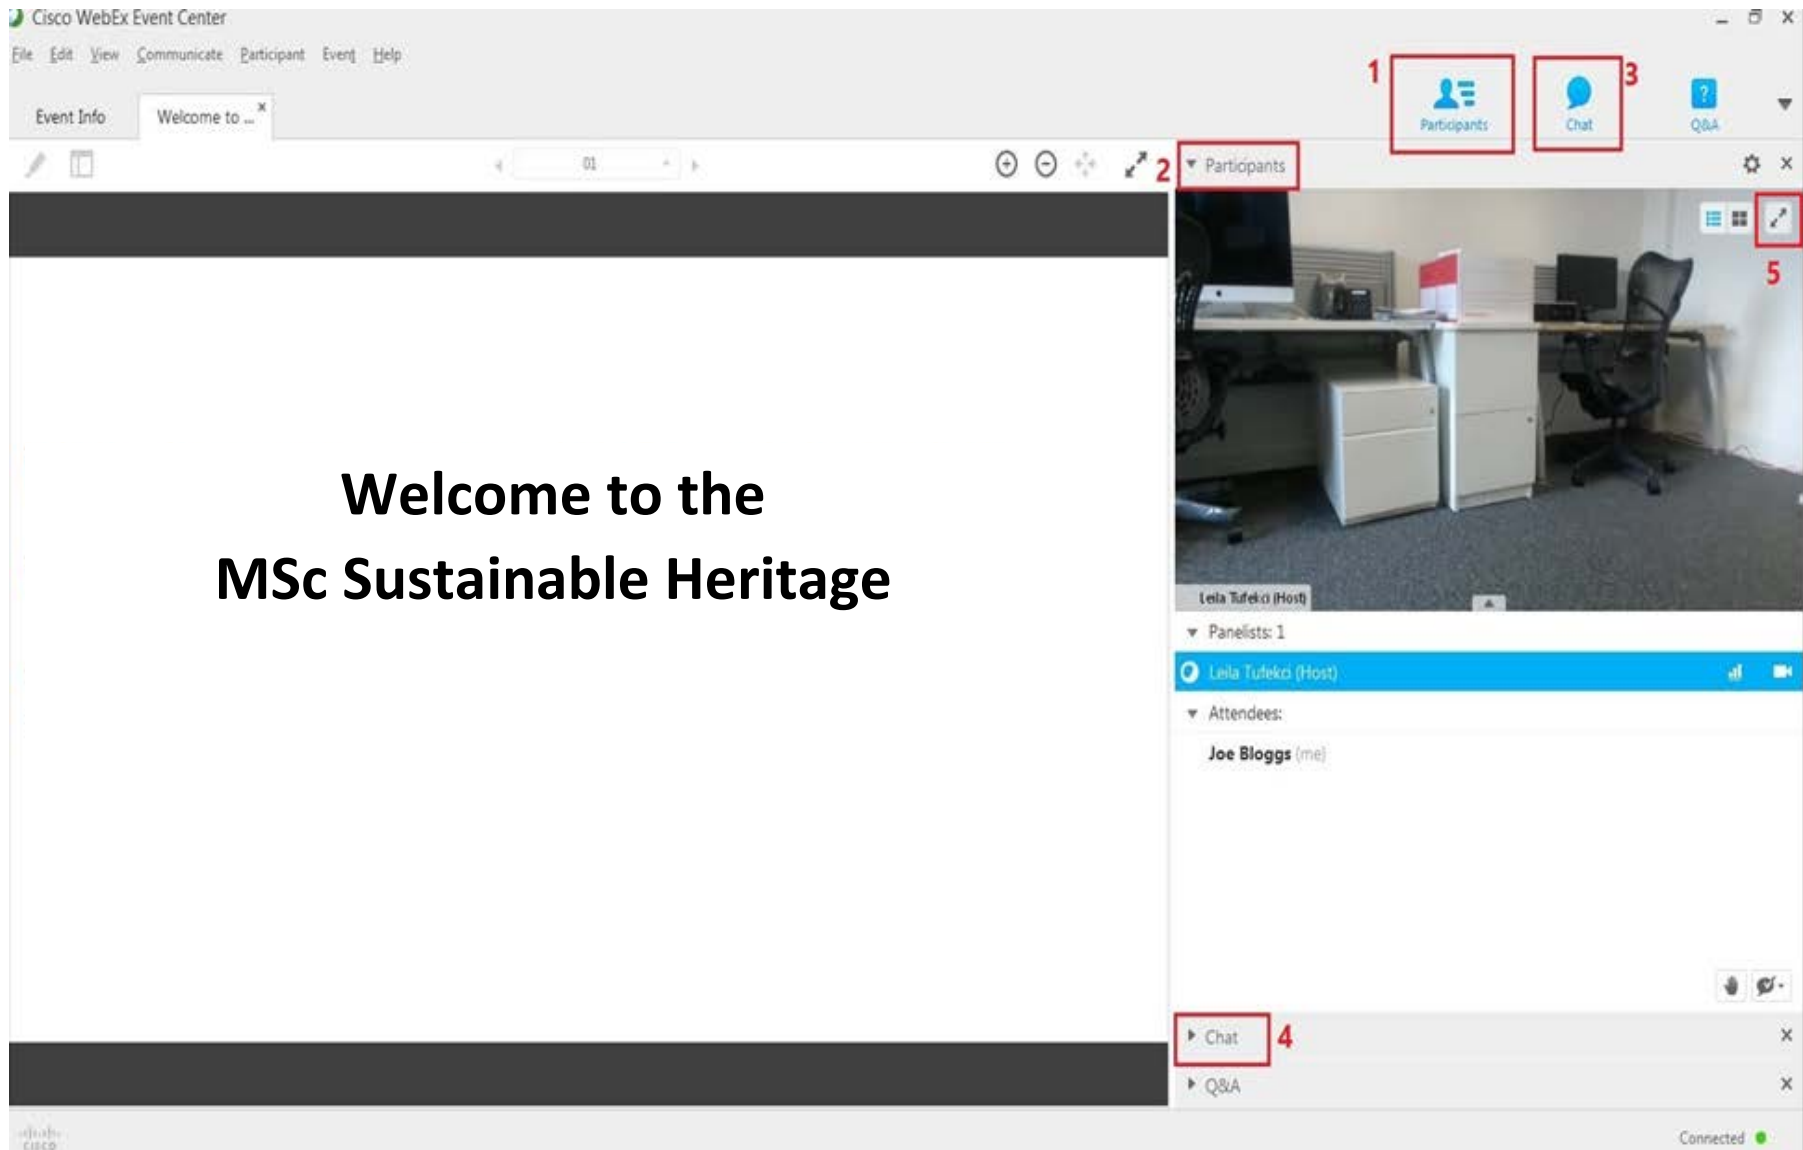 Cisco WebEx Event Center
File Edit View Communicate Participant Event Help
1
3
Participants Chat Q&A
Event Info Welcome to ...
01
2
Participants
5
Welcome to the
MSc Sustainable Heritage
Leila Tufekci (Host)
Panelists: 1
Leila Tufekci (Host)
Attendees:
Joe Bloggs (me)
Chat
4
Q&A
CISCO
Connected